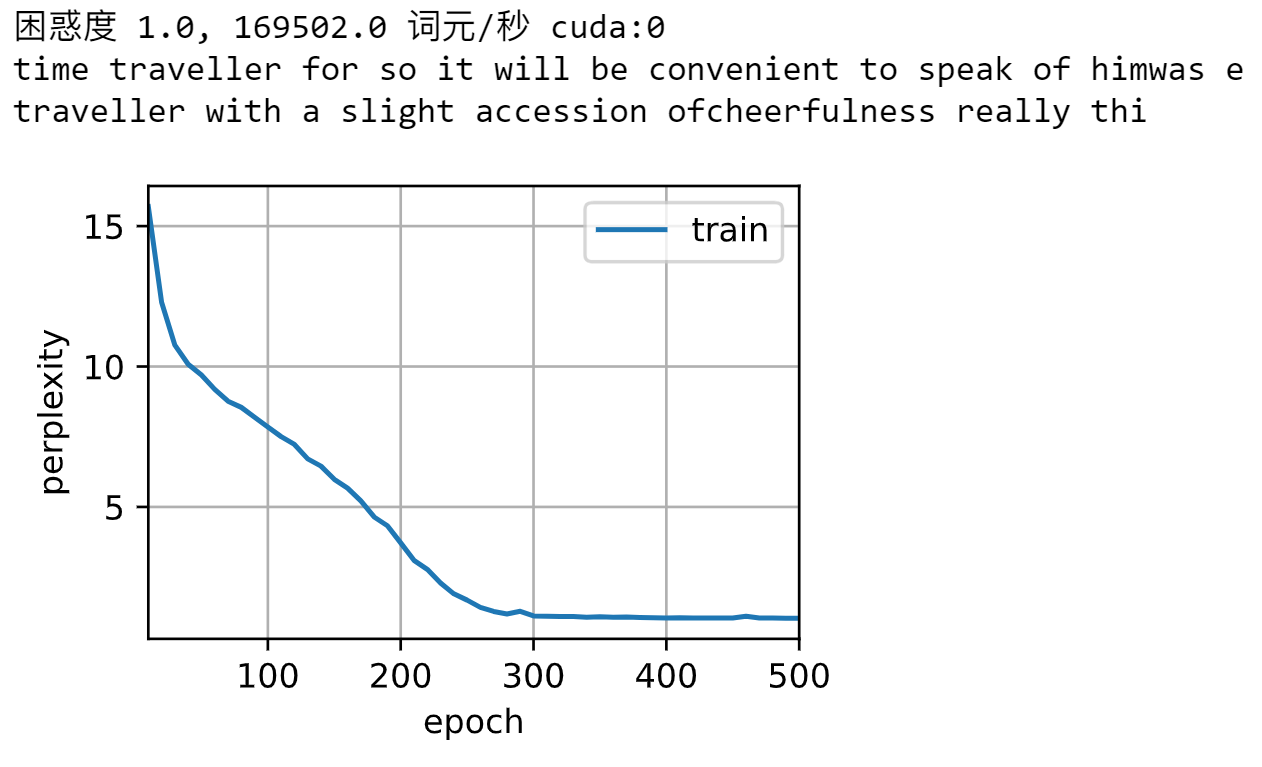 困惑度 1.0, 169502.0 词元/秒 cuda:0
time traveller for so it will be convenient to speak of himwas e
traveller with a slight accession ofcheerfulness really thi
train
15
10
5
perplexity
100 200 300 400 500
epoch